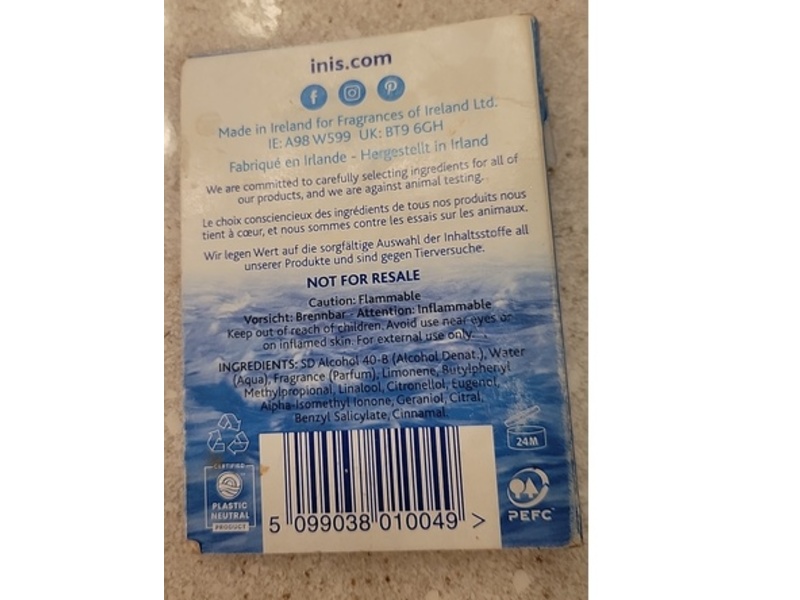 inis.com
Made in Ireland for Fragrances of Ireland Ltd.
IE: A98 W599 UK: BT9 6GH
Fabriqué en Irlande - Hergestellt in Irland
We are committed to carefully selecting ingredients for all of
our products, and we are against animal testing.
Le choix consciencieux des ingrédients de tous nos produits nous
tient à cœur, et nous sommes contre les essais sur les animaux.
Wir legen Wert auf die sorgfältige Auswahl der Inhaltsstoffe all
unserer Produkte und sind gegen Tierversuche.
NOT FOR RESALE
Caution: Flammable
Vorsicht: Brennbar - Attention: Inflammable
Keep out of reach of children. Avoid use near eyes or
on inflamed skin. For external use only.
INGREDIENTS: SD Alcohol 40-B (Alcohol Denat.), Water
(Aqua), Fragrance (Parfum), Limonene, Butylphenyl
Methylpropional, Linalool, Citronellol, Eugenol,
Alpha-Isomethyl Ionone, Geraniol, Citral,
Benzyl Salicylate, Cinnamal.
24M
CERTIFIED
PLASTIC
NEUTRAL
PRODUCT
PEFC
5 099038 010049 >